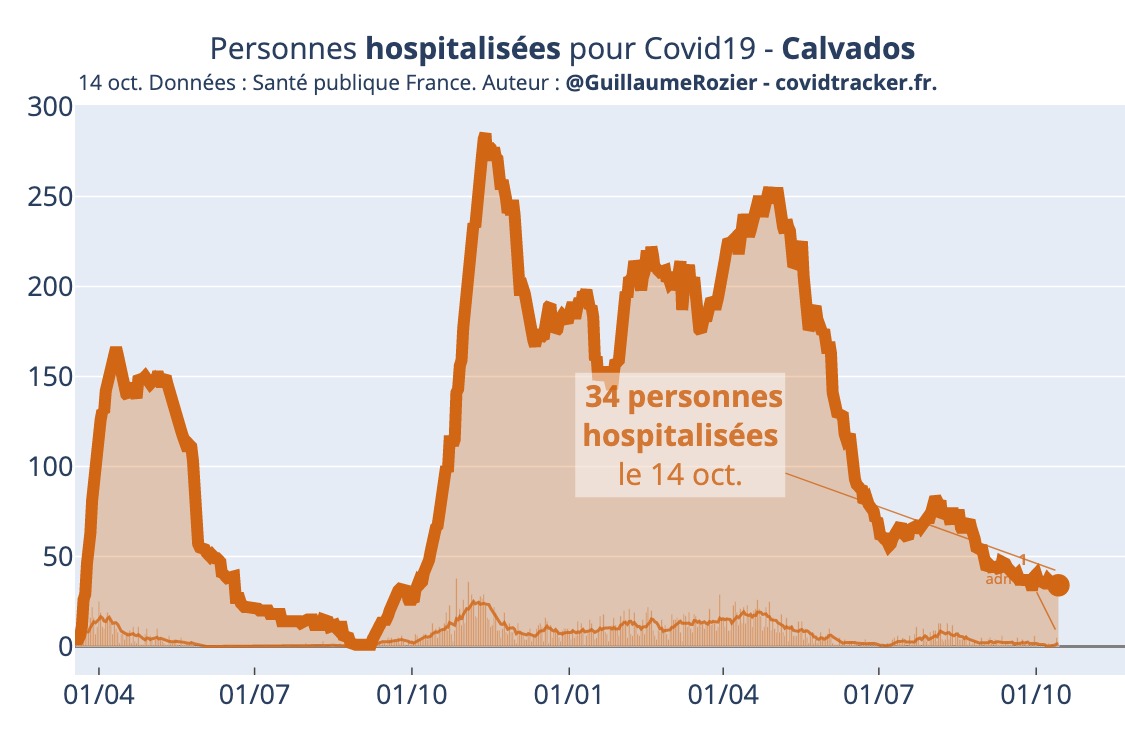 Personnes hospitalisées pour Covid19 - Calvados
14 oct. Données : Santé publique France. Auteur : @GuillaumeRozier - covidtracker.fr.
300
250
200
150
100
50
0
34 personnes
hospitalisées
le 14 oct.
1
01/04 01/07 01/10 01/01 01/04 01/07 01/10